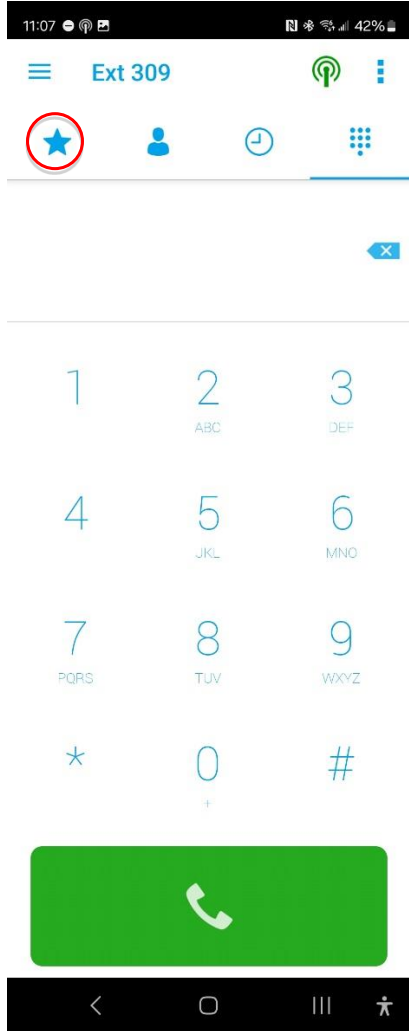 11:07 42%
Ext 309
1 2 3
ABC DEF
4 5 6
JKL MNO
7 8 9
PQRS TUV WXYZ
* 0 #
+